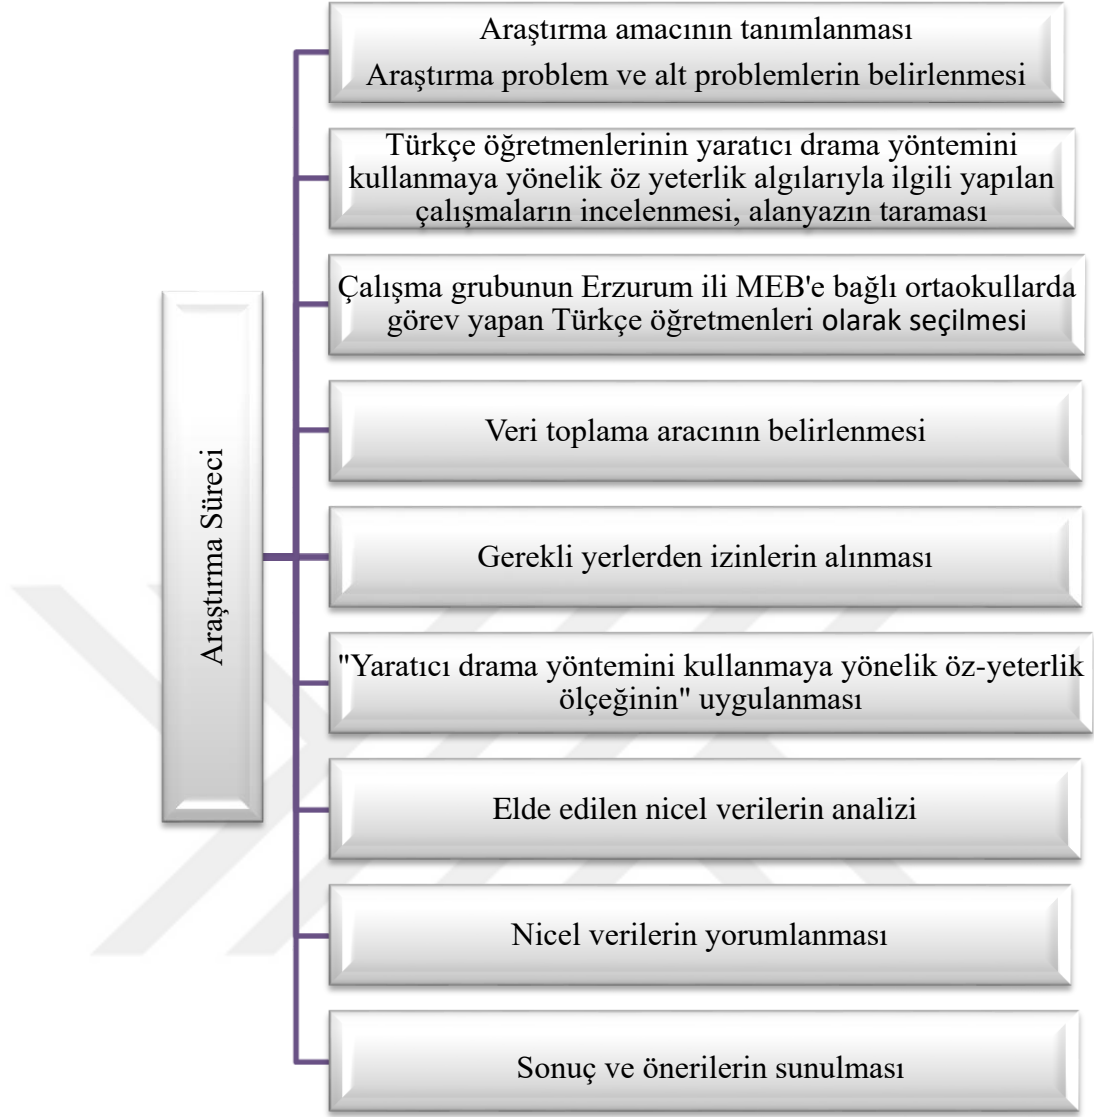 Araştırma Süreci
Araştırma amacının tanımlanması
Araştırma problem ve alt problemlerin belirlenmesi
Türkçe öğretmenlerinin yaratıcı drama yöntemini
kullanmaya yönelik öz yeterlik algılarıyla ilgili yapılan
çalışmaların incelenmesi, alanyazın taraması
Çalışma grubunun Erzurum ili MEB'e bağlı ortaokullarda
görev yapan Türkçe öğretmenleri olarak seçilmesi
Veri toplama aracının belirlenmesi
Gerekli yerlerden izinlerin alınması
"Yaratıcı drama yöntemini kullanmaya yönelik öz-yeterlik
ölçeğinin" uygulanması
Elde edilen nicel verilerin analizi
Nicel verilerin yorumlanması
Sonuç ve önerilerin sunulması